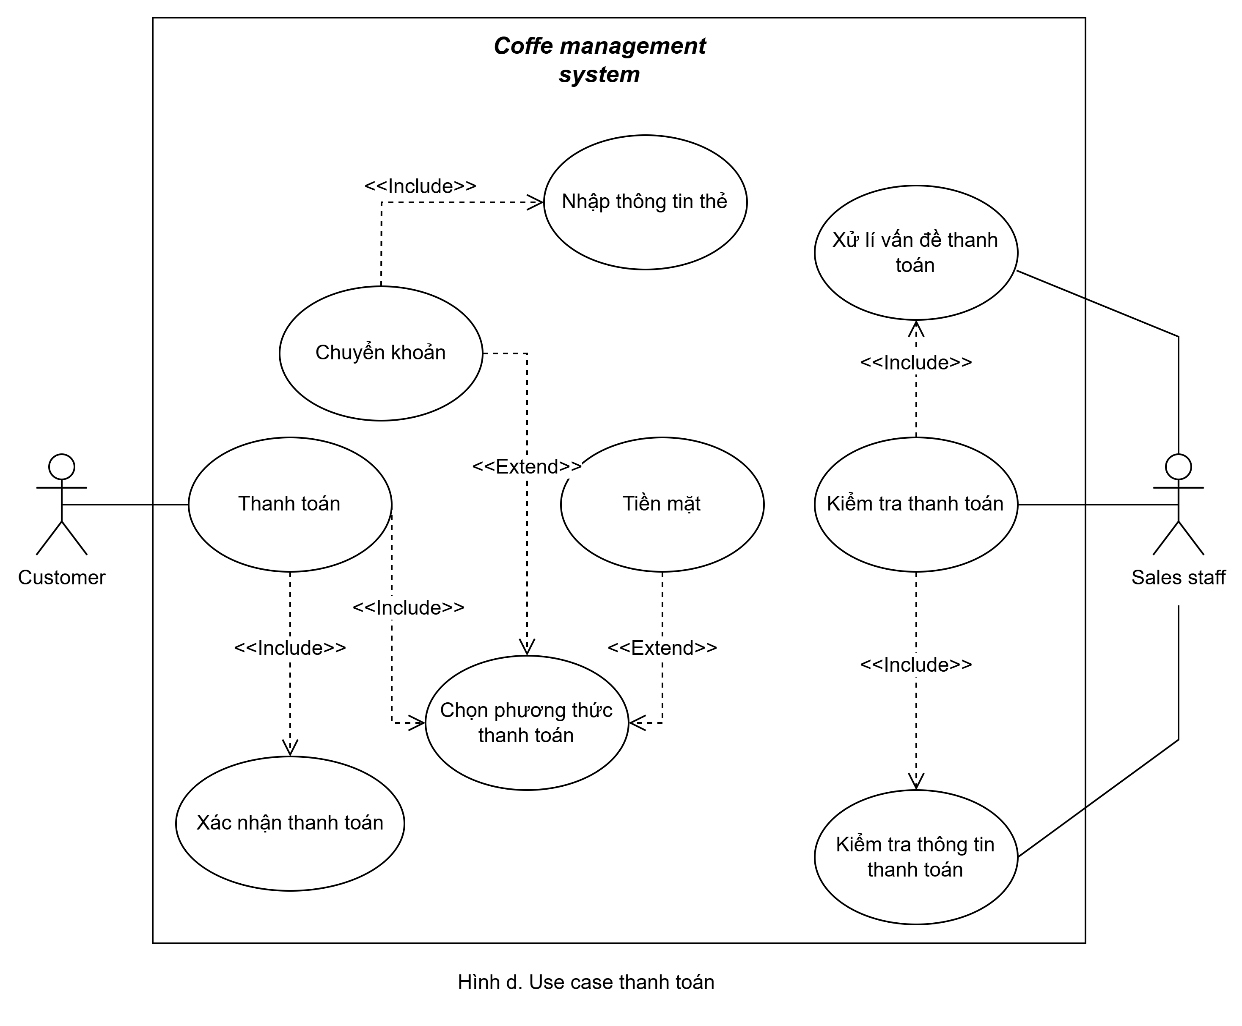 Coffe management
system
<<Include>>
Nhập thông tin thẻ
Xử lí vấn đề thanh
toán
Chuyển khoản
<<Include>>
<<Extend>>
Thanh toán
Tiền mặt
Kiểm tra thanh toán
Customer
Sales staff
<<Include>>
<<Include>>
<<Extend>>
<<Include>>
Chọn phương thức
thanh toán
Xác nhận thanh toán
Kiểm tra thông tin
thanh toán
Hình d. Use case thanh toán